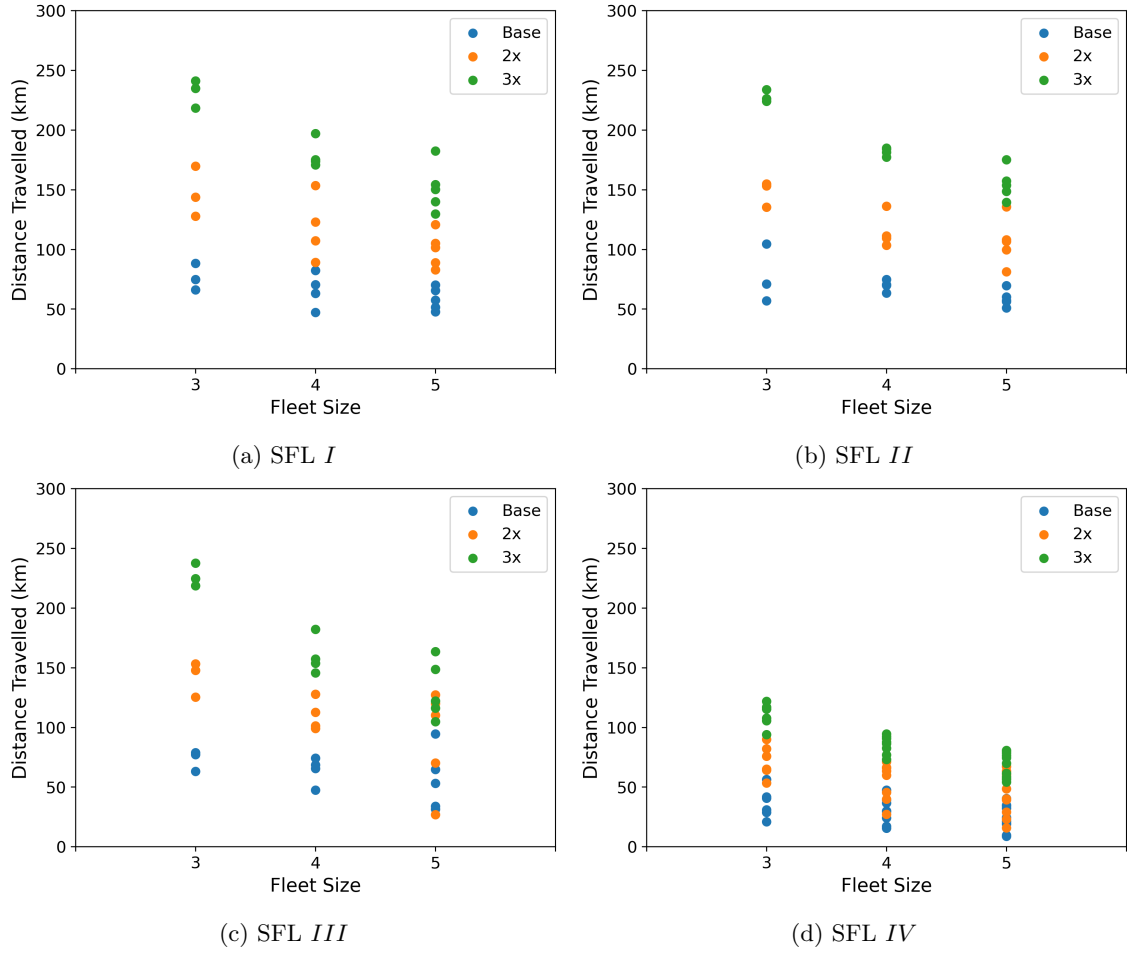 300
250
200
150
100
50
0
Distance Travelled (km)
Base
2x
3x
3 4 5
Fleet Size
(a) SFL I
300
250
200
150
100
50
0
Distance Travelled (km)
Base
2x
3x
3 4 5
Fleet Size
(b) SFL II
300
250
200
150
100
50
0
Distance Travelled (km)
Base
2x
3x
3 4 5
Fleet Size
(c) SFL III
300
250
200
150
100
50
0
Distance Travelled (km)
Base
2x
3x
3 4 5
Fleet Size
(d) SFL IV